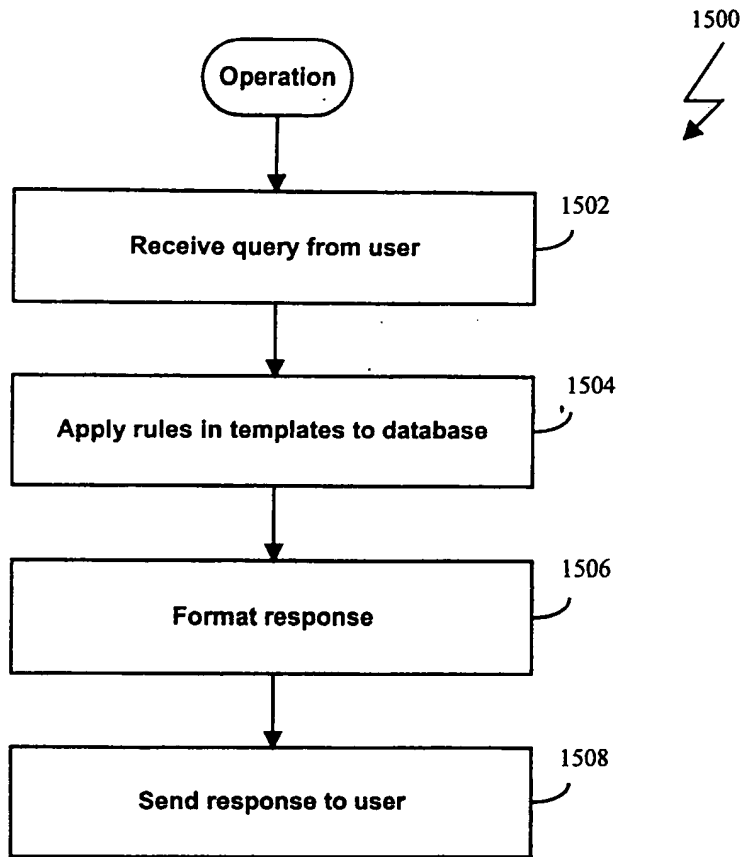 1500
Operation
1502
Receive query from user
1504
Apply rules in templates to database
1506
Format response
1508
Send response to user